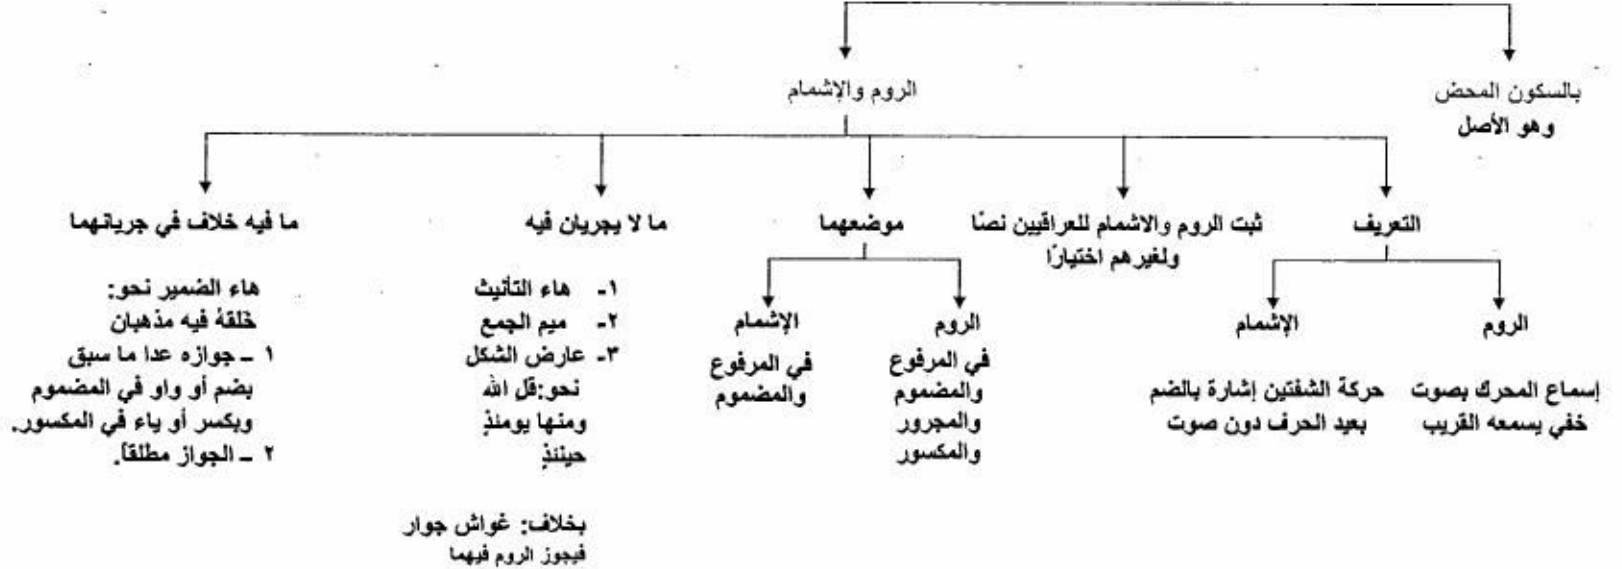 بالسكون المحض
وهو الأصل
الروم والإشمام
التعريف
الروم
إسماع المحرك بصوت
خفي يسمعه القريب
الإشمام
حركة الشفتين إشارة بالضم
بعيد الحرف دون صوت
ثبت الروم والاشمام للعراقيين نصًا
ولغيرهم اختيارًا
موضعهما
الروم
في المرفوع
والمضموم
والمجرور
والمكسور
الإشمام
في المرفوع
والمضموم
ما لا يجريان فيه
١- هاء التأنيث
٢- ميم الجمع
٣- عارض الشكل
نحو:قل الله
ومنها يومئذٍ
حينئذٍ
بخلاف: غواش جوار
فيجوز الروم فيهما
ما فيه خلاف في جريانهما
هاء الضمير نحو:
خلقهُ فيه مذهبان
١ – جوازه عدا ما سبق
بضم أو واو في المضموم
وبكسر أو ياء في المكسور.
٢ – الجواز مطلقاً.